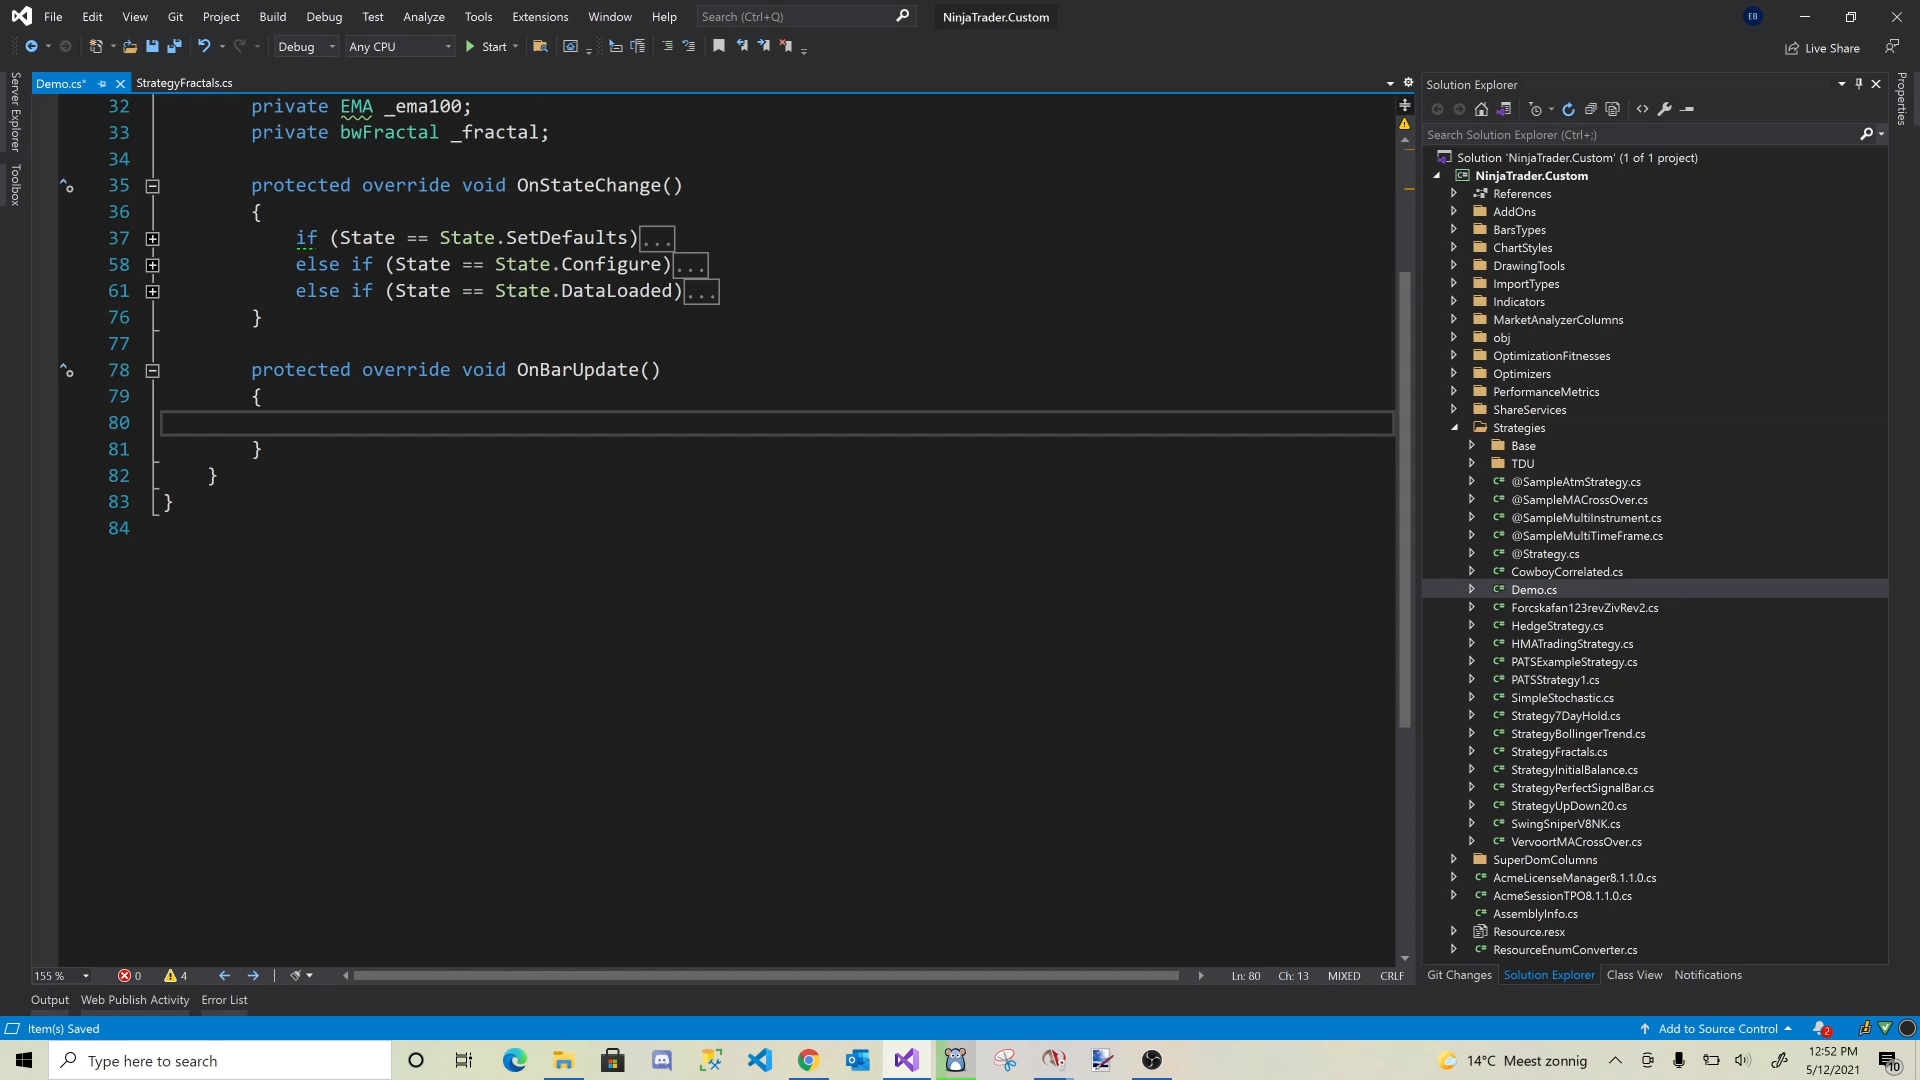 File Edit View Git Project Build Debug Test Analyze Tools Extensions Window Help Search (Ctrl+Q) NinjaTrader.Custom EB
Debug Any CPU Start Live Share
Server Explorer
Toolbox
Demo.cs* StrategyFractals.cs
32 private EMA _ema100;
33 private bwFractal _fractal;
34
35 protected override void OnStateChange()
36 {
37 if (State == State.SetDefaults)...
58 else if (State == State.Configure)...
61 else if (State == State.DataLoaded)...
76 }
77
78 protected override void OnBarUpdate()
79 {
80
81 }
82 }
83 }
84
155 % 0 4 Ln: 80 Ch: 13 MIXED CRLF
Output Web Publish Activity Error List
Solution Explorer
Search Solution Explorer (Ctrl+;)
Solution 'NinjaTrader.Custom' (1 of 1 project)
NinjaTrader.Custom
References
AddOns
BarsTypes
ChartStyles
DrawingTools
ImportTypes
Indicators
MarketAnalyzerColumns
obj
OptimizationFitnesses
Optimizers
PerformanceMetrics
ShareServices
Strategies
Base
TDU
@SampleAtmStrategy.cs
@SampleMACrossOver.cs
@SampleMultiInstrument.cs
@SampleMultiTimeFrame.cs
@Strategy.cs
CowboyCorrelated.cs
Demo.cs
Forcskafan123revZivRev2.cs
HedgeStrategy.cs
HMATradingStrategy.cs
PATSExampleStrategy.cs
PATSStrategy1.cs
SimpleStochastic.cs
Strategy7DayHold.cs
StrategyBollingerTrend.cs
StrategyFractals.cs
StrategyInitialBalance.cs
StrategyPerfectSignalBar.cs
StrategyUpDown20.cs
SwingSniperV8NK.cs
VervoortMACrossOver.cs
SuperDomColumns
AcmeLicenseManager8.1.1.0.cs
AcmeSessionTPO8.1.1.0.cs
AssemblyInfo.cs
Resource.resx
ResourceEnumConverter.cs
Git Changes Solution Explorer Class View Notifications
Properties
Item(s) Saved Add to Source Control 2
Type here to search 14°C Meest zonnig 12:52 PM
5/12/2021 10